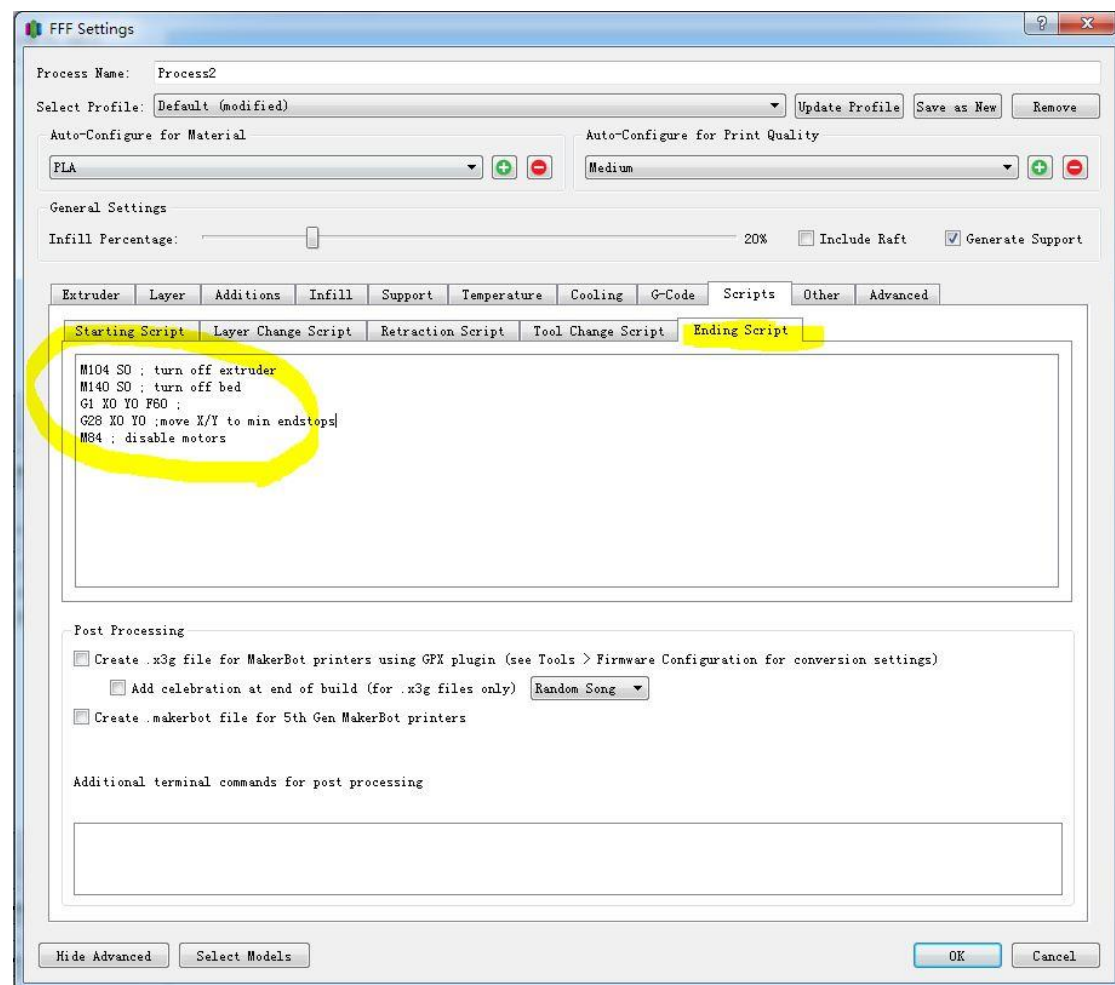 FFF Settings
Process Name: Process2
Select Profile: Default (modified) Update Profile Save as New Remove
Auto-Configure for Material Auto-Configure for Print Quality
PLA Medium
General Settings
Infill Percentage: 20% Include Raft Generate Support
Extruder Layer Additions Infill Support Temperature Cooling G-Code Scripts Other Advanced
Starting Script Layer Change Script Retraction Script Tool Change Script Ending Script
M104 S0 ; turn off extruder
M140 S0 ; turn off bed
G1 X0 Y0 F60 ;
G28 X0 Y0 ;move X/Y to min endstops
M84 ; disable motors
Post Processing
Create .x3g file for MakerBot printers using GPX plugin (see Tools > Firmware Configuration for conversion settings)
Add celebration at end of build (for .x3g files only) Random Song
Create .makerbot file for 5th Gen MakerBot printers
Additional terminal commands for post processing
Hide Advanced Select Models OK Cancel